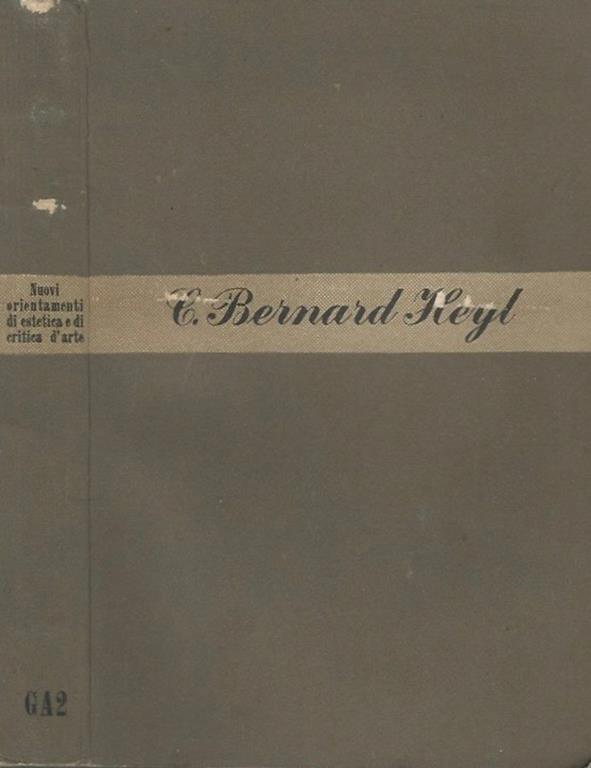 Nuovi
orientamenti
di estetica e di
critica d'arte
C. Bernard Heyl
GA2